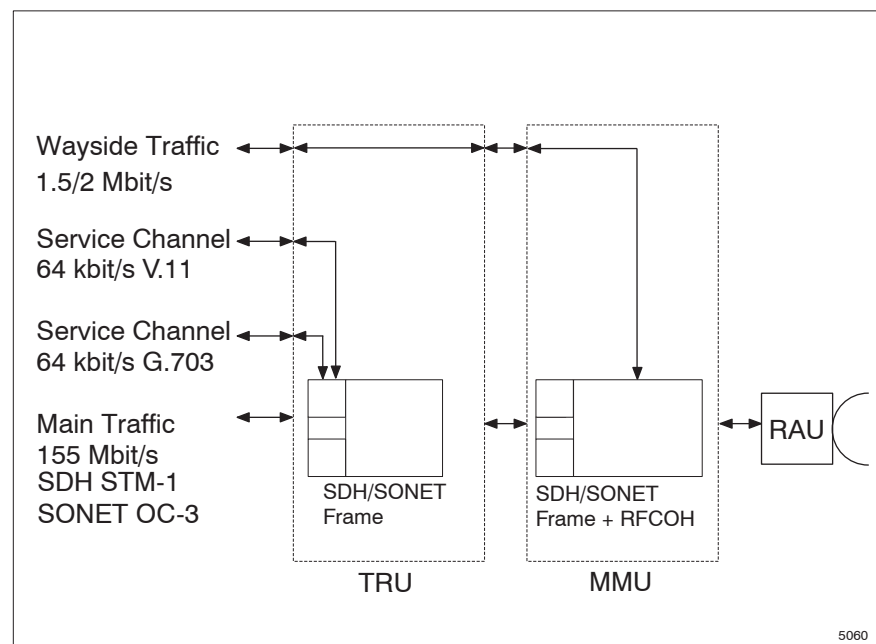 Wayside Traffic
1.5/2 Mbit/s
Service Channel
64 kbit/s V.11
Service Channel
64 kbit/s G.703
Main Traffic
155 Mbit/s
SDH STM-1
SONET OC-3
SDH/SONET
Frame
SDH/SONET
Frame + RFCOH
RAU
TRU
MMU
5060